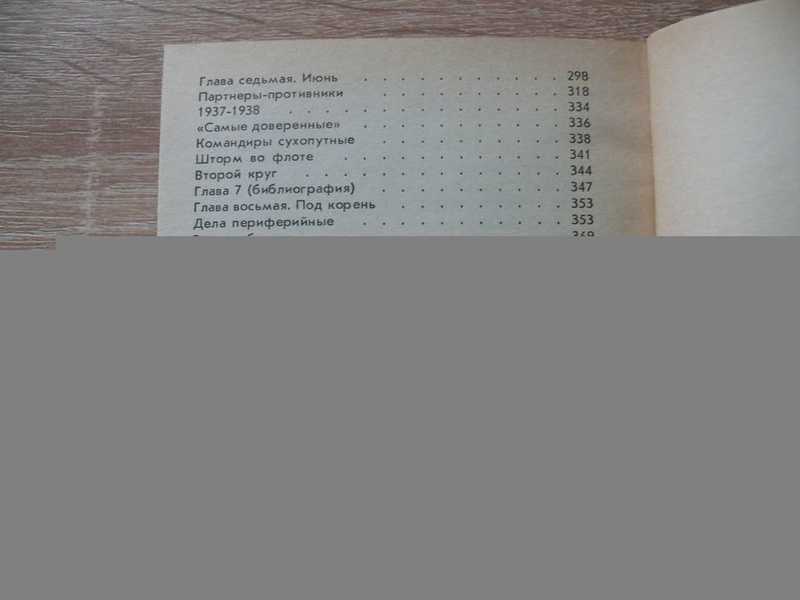 Глава седьмая. Июнь . . . . . . . . . . . 298
Партнеры-противники . . . . . . . . . . 318
1937-1938 . . . . . . . . . . . . . . 334
«Самые доверенные» . . . . . . . . . . . 336
Командиры сухопутные . . . . . . . . . . 338
Шторм во флоте . . . . . . . . . . . . 341
Второй круг . . . . . . . . . . . . . . 344
Глава 7 (библиография) . . . . . . . . . . 347
Глава восьмая. Под корень . . . . . . . . . 353
Дела периферийные . . . . . . . . . . . 353